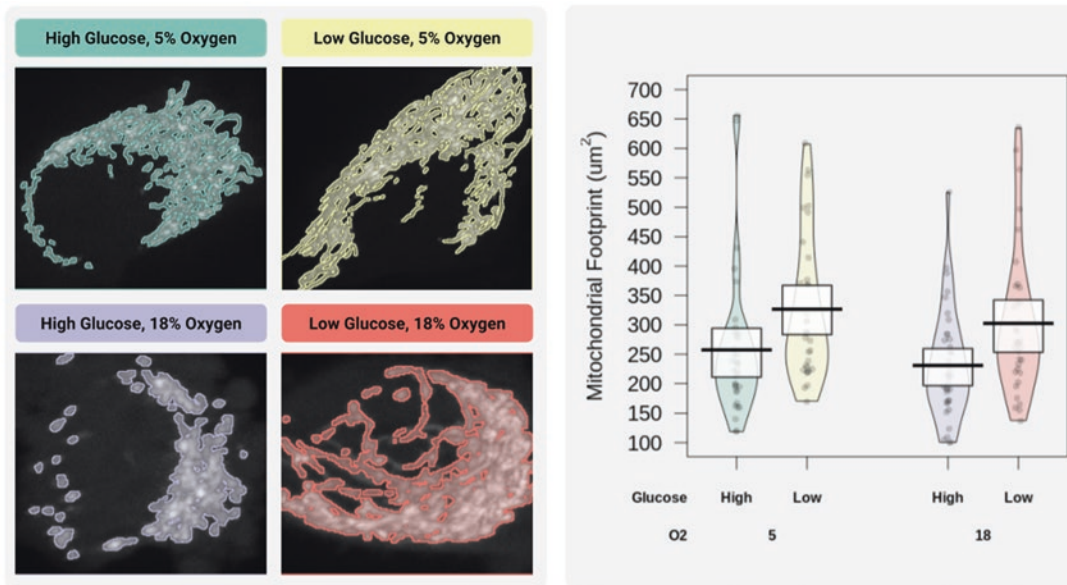 High Glucose, 5% Oxygen
Low Glucose, 5% Oxygen
High Glucose, 18% Oxygen
Low Glucose, 18% Oxygen
Mitochondrial Footprint (um²)
700
650
600
550
500
450
400
350
300
250
200
150
100
Glucose High Low High Low
O2 5 18